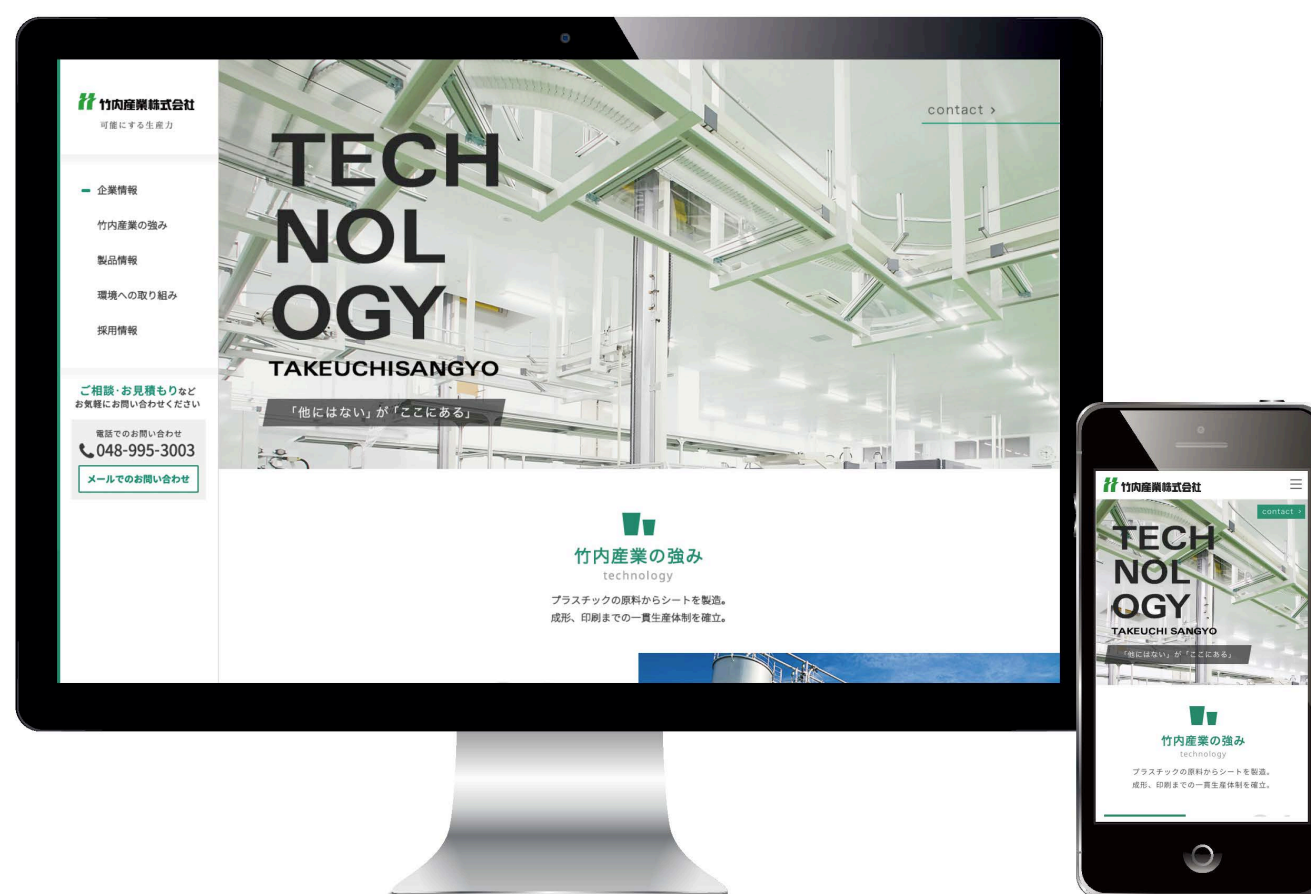 竹内産業株式会社
可能にする生産力
企業情報
竹内産業の強み
製品情報
環境への取り組み
採用情報
ご相談・お見積もりなど
お気軽にお問い合わせください
電話でのお問い合わせ
048-995-3003
メールでのお問い合わせ
contact >
TECH
NOL
OGY
TAKEUCHISANGYO
「他にはない」が「ここにある」
竹内産業の強み
technology
プラスチックの原料からシートを製造。
成形、印刷までの一貫生産体制を確立。
竹内産業株式会社
contact >
TECH
NOL
OGY
TAKEUCHI SANGYO
「他にはない」が「ここにある」
竹内産業の強み
technology
プラスチックの原料からシートを製造。
成形、印刷までの一貫生産体制を確立。